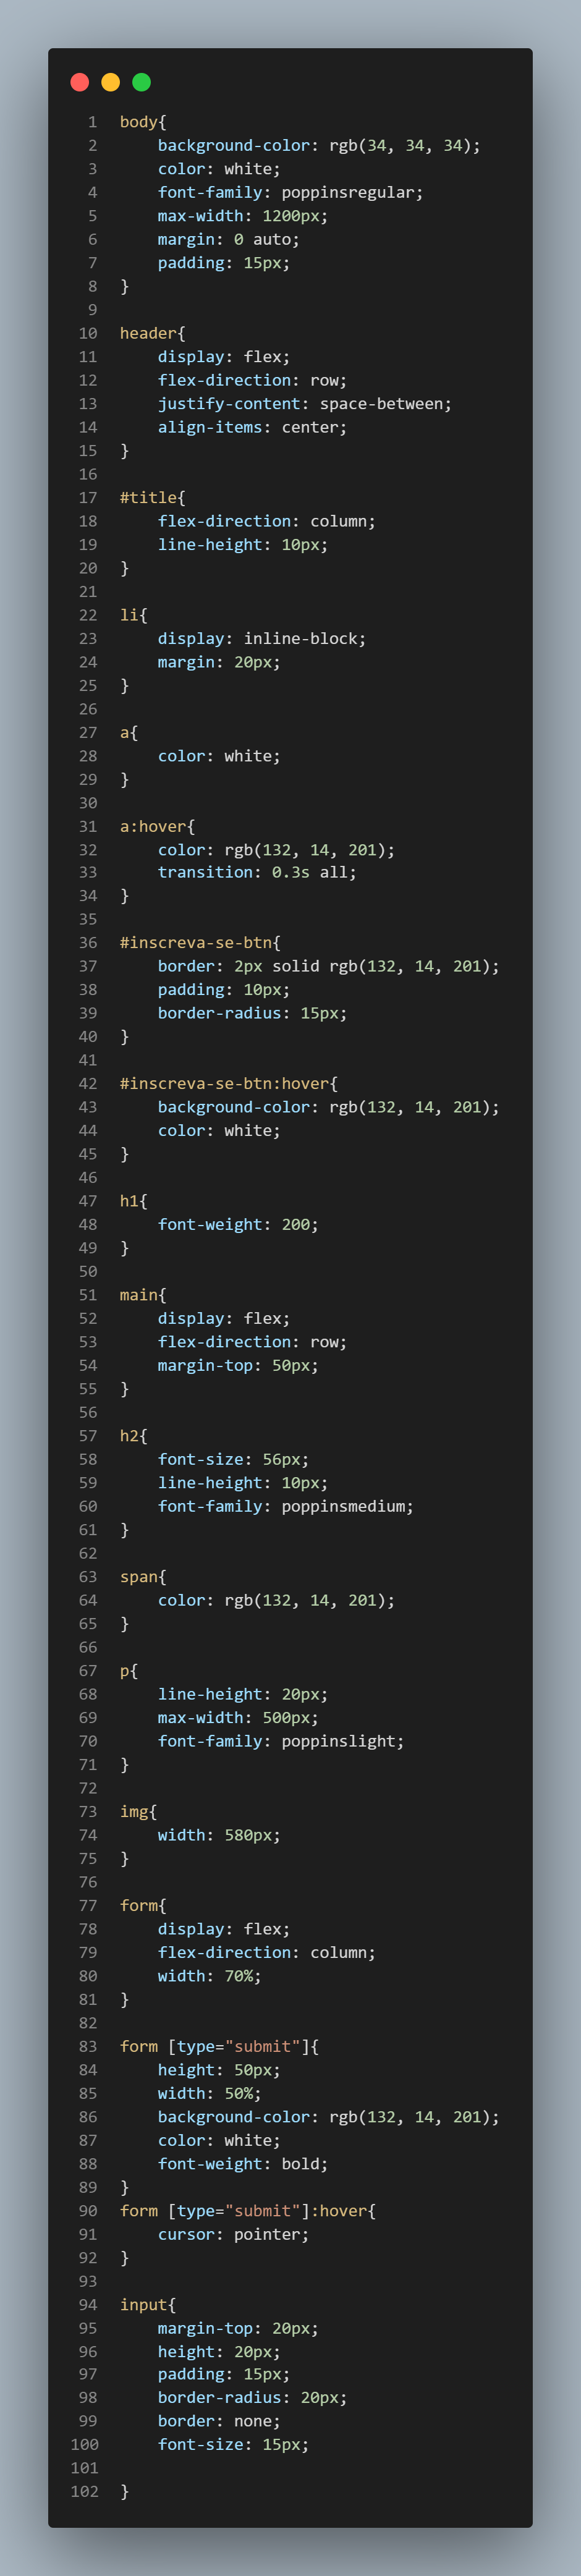 1 body{
2     background-color: rgb(34, 34, 34);
3     color: white;
4     font-family: poppinsregular;
5     max-width: 1200px;
6     margin: 0 auto;
7     padding: 15px;
8 }
9
10 header{
11     display: flex;
12     flex-direction: row;
13     justify-content: space-between;
14     align-items: center;
15 }
16
17 #title{
18     flex-direction: column;
19     line-height: 10px;
20 }
21
22 li{
23     display: inline-block;
24     margin: 20px;
25 }
26
27 a{
28     color: white;
29 }
30
31 a:hover{
32     color: rgb(132, 14, 201);
33     transition: 0.3s all;
34 }
35
36 #inscreva-se-btn{
37     border: 2px solid rgb(132, 14, 201);
38     padding: 10px;
39     border-radius: 15px;
40 }
41
42 #inscreva-se-btn:hover{
43     background-color: rgb(132, 14, 201);
44     color: white;
45 }
46
47 h1{
48     font-weight: 200;
49 }
50
51 main{
52     display: flex;
53     flex-direction: row;
54     margin-top: 50px;
55 }
56
57 h2{
58     font-size: 56px;
59     line-height: 10px;
60     font-family: poppinsmedium;
61 }
62
63 span{
64     color: rgb(132, 14, 201);
65 }
66
67 p{
68     line-height: 20px;
69     max-width: 500px;
70     font-family: poppinslight;
71 }
72
73 img{
74     width: 580px;
75 }
76
77 form{
78     display: flex;
79     flex-direction: column;
80     width: 70%;
81 }
82
83 form [type="submit"]{
84     height: 50px;
85     width: 50%;
86     background-color: rgb(132, 14, 201);
87     color: white;
88     font-weight: bold;
89 }
90 form [type="submit"]:hover{
91     cursor: pointer;
92 }
93
94 input{
95     margin-top: 20px;
96     height: 20px;
97     padding: 15px;
98     border-radius: 20px;
99     border: none;
100     font-size: 15px;
101
102 }